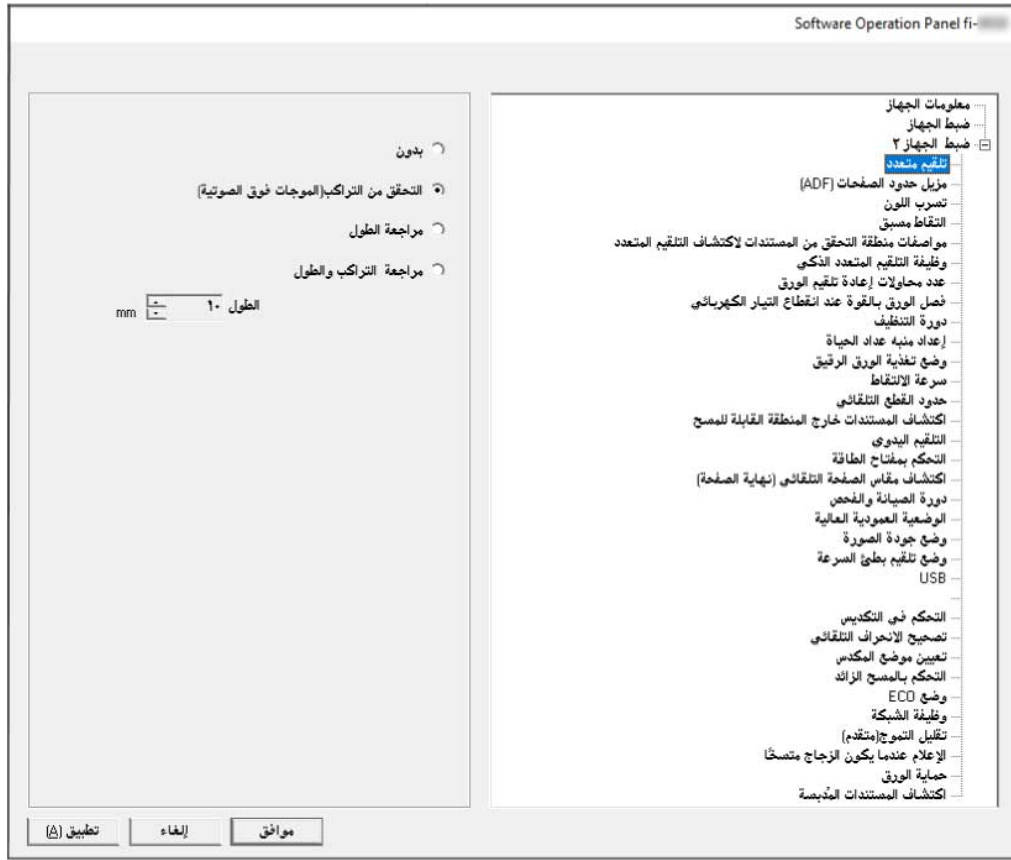 Software Operation Panel fi-
معلومات الجهاز
ضبط الجهاز
ضبط الجهاز ٢
تلقيم متعدد
مزيل حدود الصفحات (ADF)
تسرب اللون
التقاط مسبق
مواصفات منطقة التحقق من المستندات لاكتشاف التلقيم المتعدد
وظيفة التلقيم المتعدد الذكي
عدد محاولات إعادة تلقيم الورق
فصل الورق بالقوة عند انقطاع التيار الكهربائي
دورة التنظيف
إعداد منبه عداد الحياة
وضع تغذية الورق الرقيق
سرعة الالتقاط
حدود القطع التلقائي
اكتشاف المستندات خارج المنطقة القابلة للمسح
التلقيم اليدوي
التحكم بمفتاح الطاقة
اكتشاف مقاس الصفحة التلقائي (نهاية الصفحة)
دورة الصيانة والفحص
الوضعية العمودية العالية
وضع جودة الصورة
وضع تلقيم بطئ السرعة
USB
التحكم في التكديس
تصحيح الانحراف التلقائي
تعيين موضع المكدس
التحكم بالمسح الزائد
وضع ECO
وظيفة الشبكة
تقليل التموج(متقدم)
الإعلام عندما يكون الزجاج متسخًا
حماية الورق
اكتشاف المستندات المُدبسة
بدون
التحقق من التراكب(الموجات فوق الصوتية)
مراجعة الطول
مراجعة التراكب والطول
الطول ١٠ mm
موافق
إلغاء
تطبيق (A)